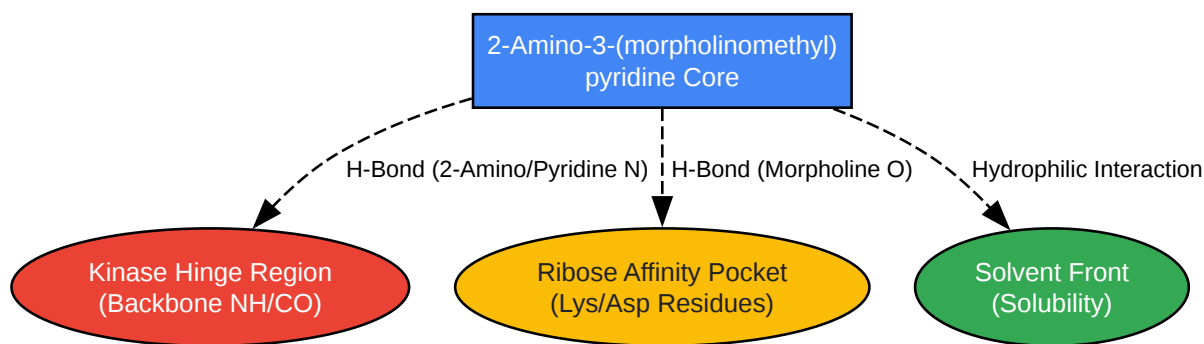 2-Amino-3-(morpholinomethyl)
pyridine Core
H-Bond (2-Amino/Pyridine N)
H-Bond (Morpholine O)
Hydrophilic Interaction
Kinase Hinge Region
(Backbone NH/CO)
Ribose Affinity Pocket
(Lys/Asp Residues)
Solvent Front
(Solubility)